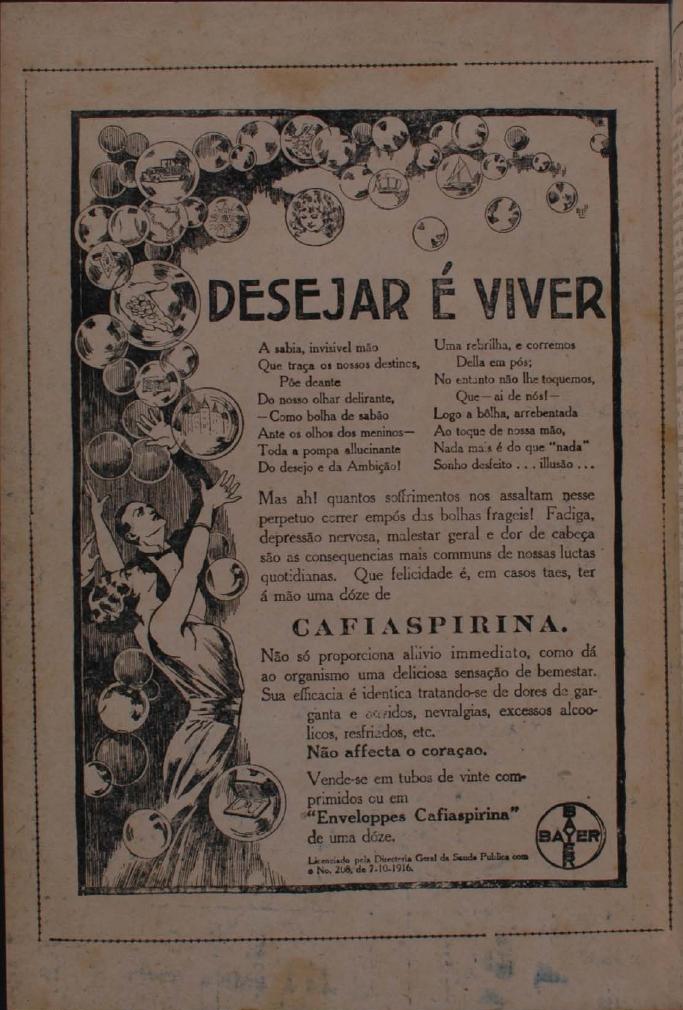 DESEJAR É VIVER
A sabia, invisivel mão
Que traça os nossos destinos,
Põe deante
Do nosso olhar delirante,
—Como bolha de sabão
Ante os olhos dos meninos—
Toda a pompa allucinante
Do desejo e da Ambição!
Uma rebrilha, e corremos
Della em pós;
No entanto não lhe toquemos,
Que—ai de nós!—
Logo a bôlha, arrebentada
Ao toque de nossa mão,
Nada mais é do que "nada"
Sonho desfeito . . . illusão . . .
Mas ah! quantos soffrimentos nos assaltam nesse
perpetuo correr empós das bolhas frageis! Fadiga,
depressão nervosa, malestar geral e dor de cabeça
são as consequencias mais communs de nossas luctas
quotidianas. Que felicidade é, em casos taes, ter
á mão uma dóze de
CAFIASPIRINA.
Não só proporciona allivio immediato, como dá
ao organismo uma deliciosa sensação de bemestar.
Sua efficacia é identica tratando-se de dores de gar-
ganta e ouvidos, nevralgias, excessos alcoo-
licos, resfriados, etc.
Não affecta o coraçao.
Vende-se em tubos de vinte com-
primidos ou em
"Enveloppes Cafiaspirina"
de uma dóze.
Licenciado pela Directoria Geral da Saude Publica com
o No. 208, de 7-10-1916.
BAYER
BAYER